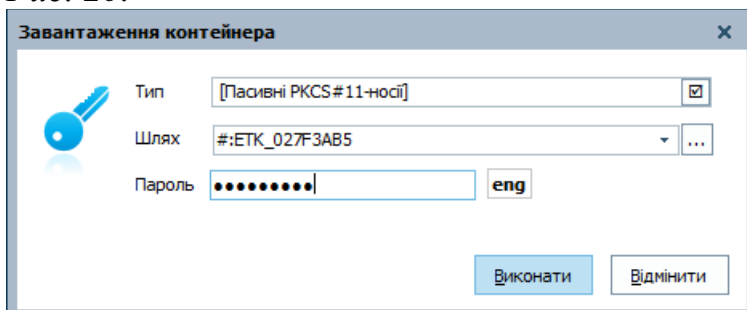 Завантаження контейнера
Тип [Пасивні PKCS#11-носії]
Шлях #:ETK_027F3AB5 ...
Пароль ●●●●●●●●● eng
Виконати Відмінити